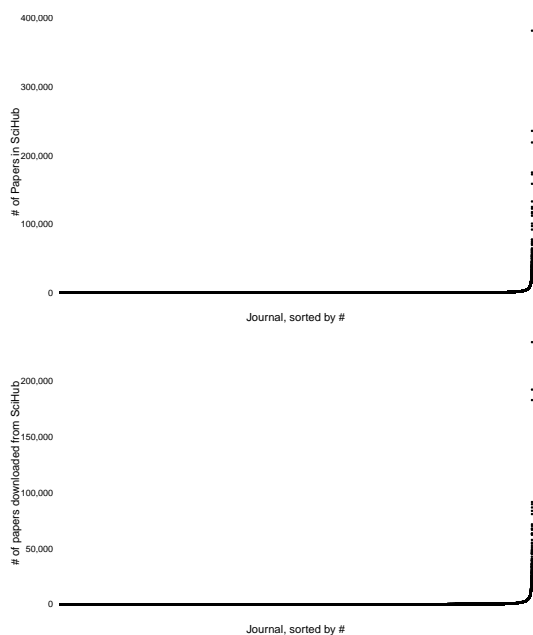 400,000
300,000
200,000
100,000
0
# of Papers in SciHub
Journal, sorted by #
200,000
150,000
100,000
50,000
0
# of papers downloaded from SciHub
Journal, sorted by #